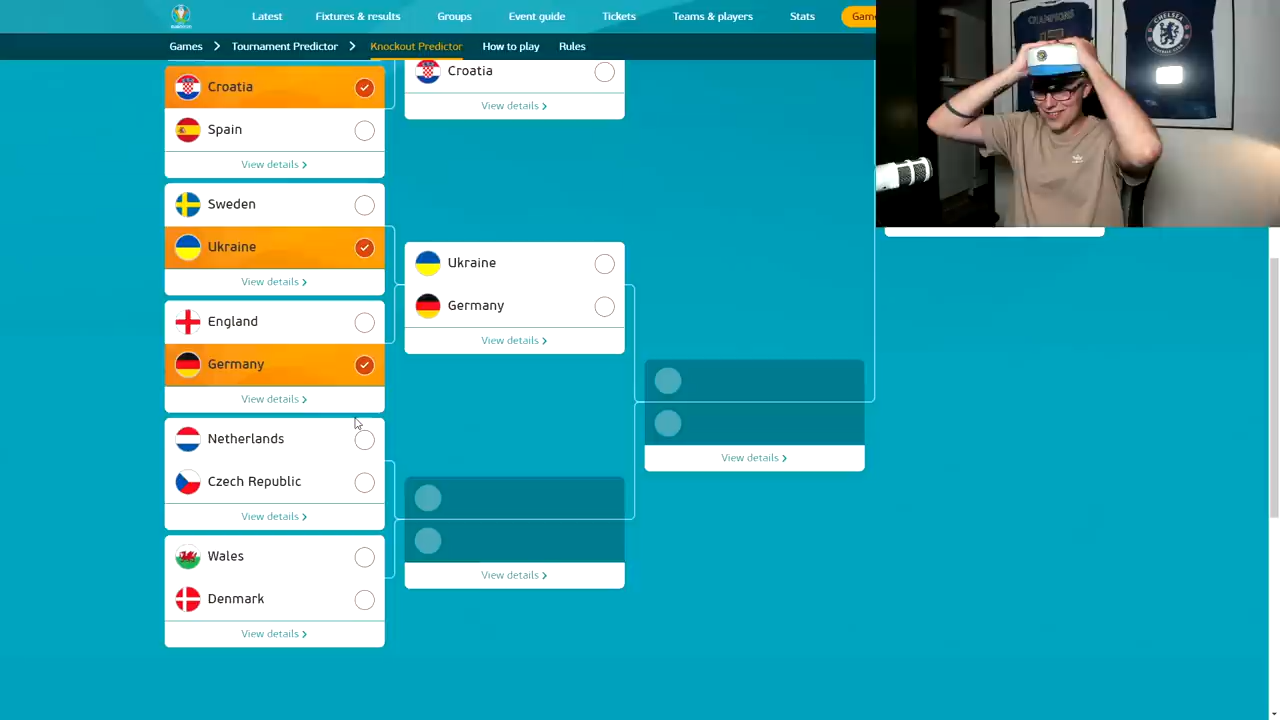 Latest Fixtures & results Groups Event guide Tickets Teams & players Stats
Games Tournament Predictor Knockout Predictor How to play Rules
Croatia
Spain
View details
Croatia
View details
Sweden
Ukraine
View details
Ukraine
Germany
View details
England
Germany
View details
View details
Netherlands
Czech Republic
View details
View details
Wales
Denmark
View details
CHAMPIONS
CHELSEA